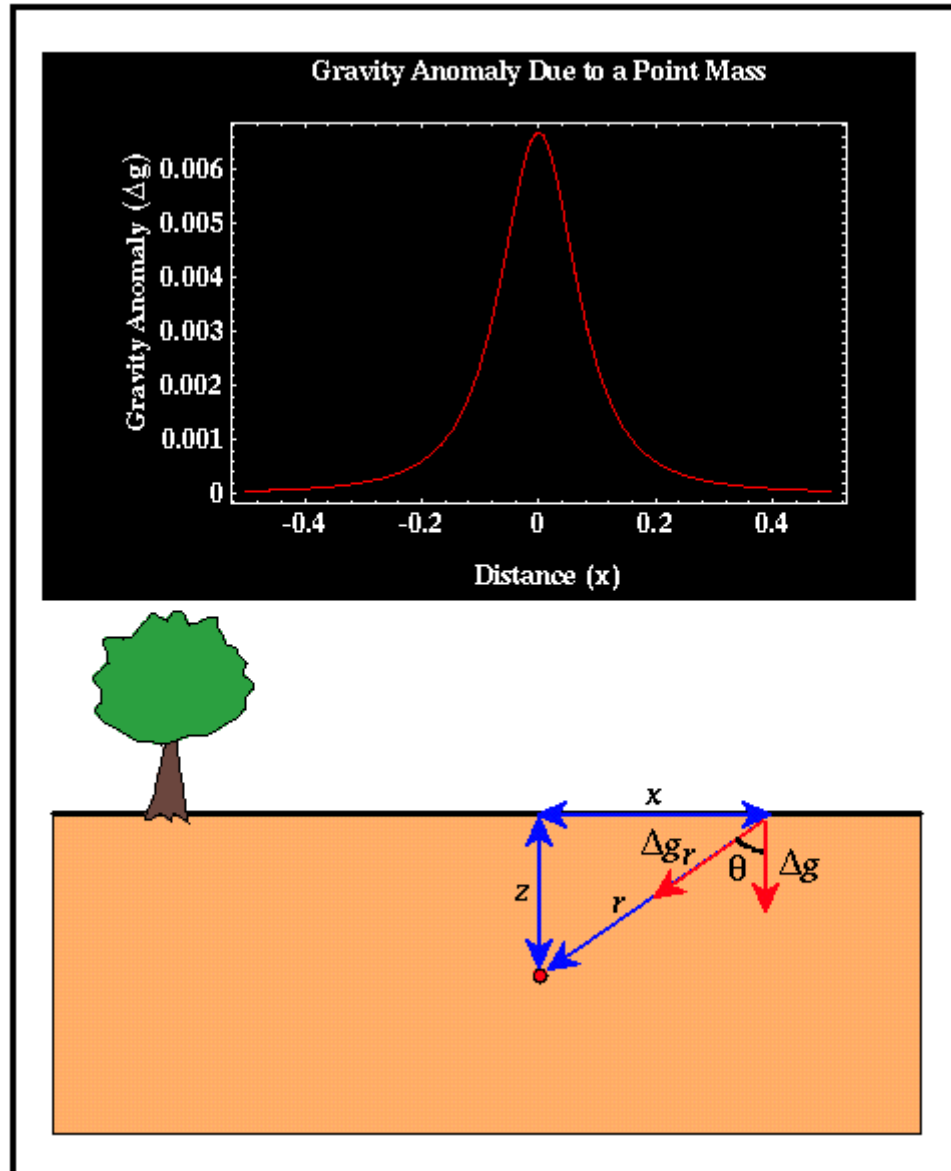 Gravity Anomaly Due to a Point Mass
Gravity Anomaly (Δg)
0.006
0.005
0.004
0.003
0.002
0.001
0
-0.4 -0.2 0 0.2 0.4
Distance (x)
x
Δgr
θ
Δg
z
r